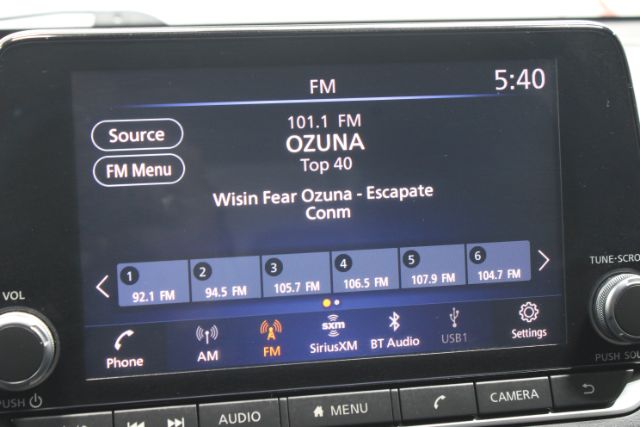 FM
5:40
Source
FM Menu
101.1 FM
OZUNA
Top 40
Wisin Fear Ozuna - Escapate
Conm
1 2 3 4 5 6
92.1 FM 94.5 FM 105.7 FM 106.5 FM 107.9 FM 104.7 FM
Phone
AM
FM
sxm
SiriusXM
BT Audio
USB1
Settings
VOL
PUSH
TUNE-SCRO
PUSH SOU
AUDIO
MENU
CAMERA